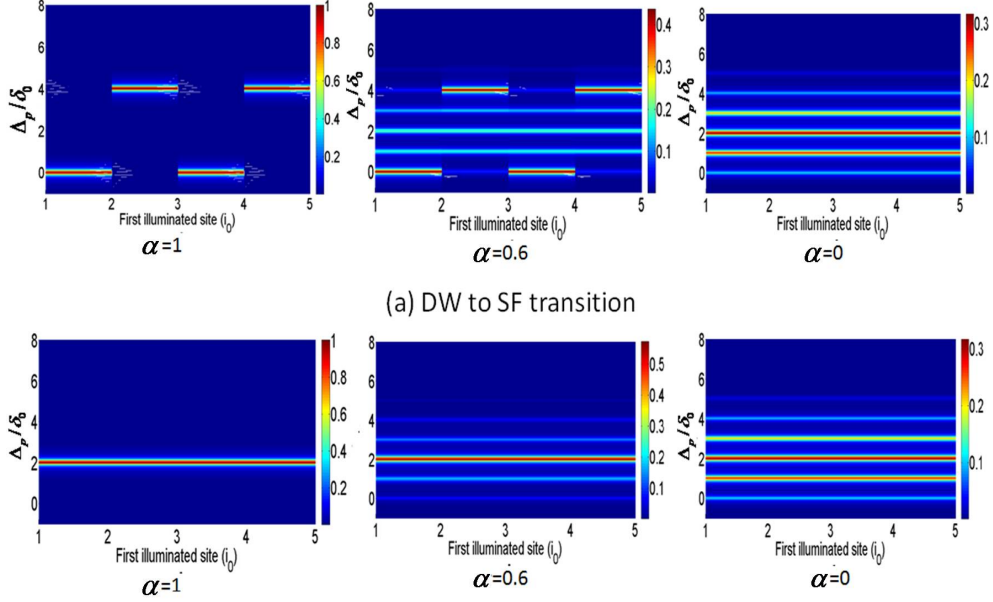 8
6
4
2
0
Δp/δ0
1 2 3 4 5
First illuminated site (i0)
1
0.8
0.6
0.4
0.2
α=1
8
6
4
2
0
Δp/δ0
1 2 3 4 5
First illuminated site (i0)
0.4
0.3
0.2
0.1
α=0.6
8
6
4
2
0
Δp/δ0
1 2 3 4 5
First illuminated site (i0)
0.3
0.2
0.1
α=0
(a) DW to SF transition
8
6
4
2
0
Δp/δ0
1 2 3 4 5
First illuminated site (i0)
1
0.8
0.6
0.4
0.2
α=1
8
6
4
2
0
1 2 3 4 5
First illuminated site (i0)
0.5
0.4
0.3
0.2
0.1
α=0.6
8
6
4
2
0
Δp/δ0
1 2 3 4 5
First illuminated site (i0)
0.3
0.2
0.1
α=0